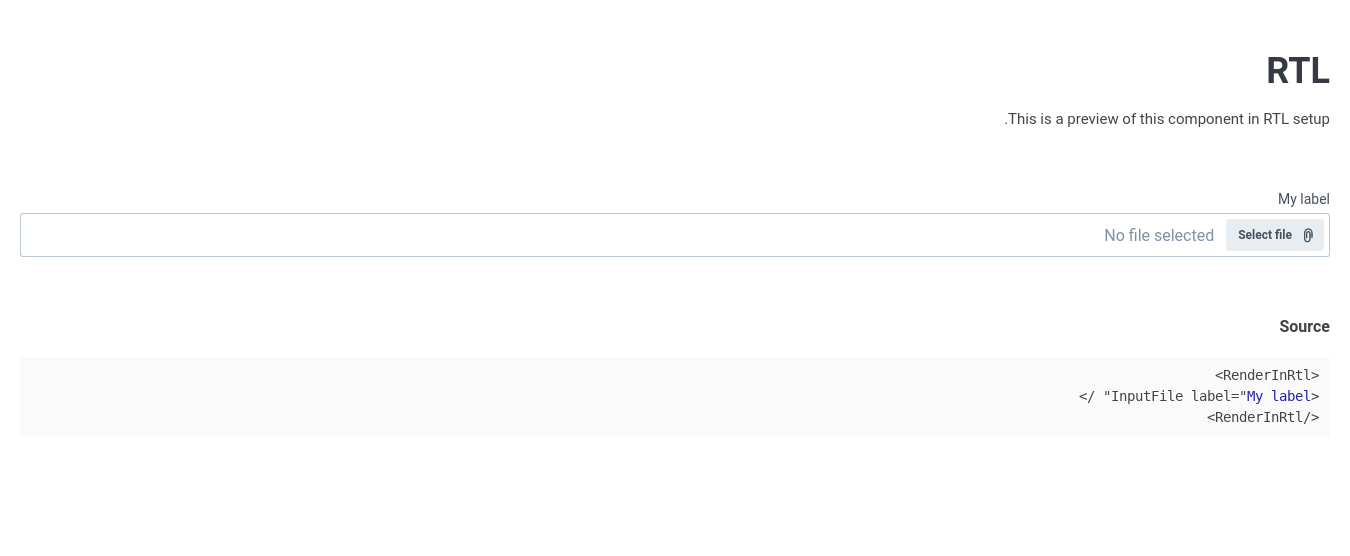 RTL
.This is a preview of this component in RTL setup
My label
No file selected
Select file
Source
<RenderInRtl>
</ "InputFile label="My label>
<RenderInRtl/>